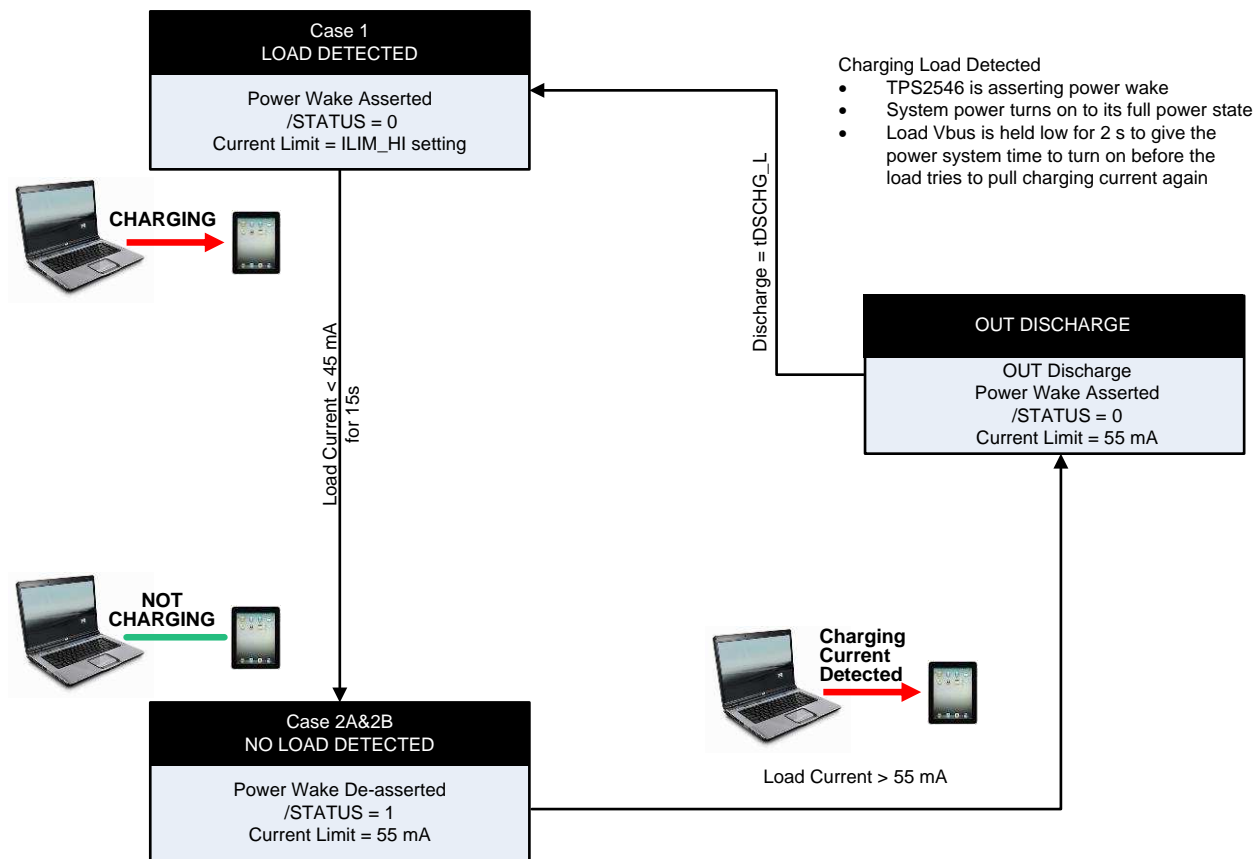 Case 1
LOAD DETECTED
Power Wake Asserted
/STATUS = 0
Current Limit = ILIM_HI setting
Charging Load Detected
• TPS2546 is asserting power wake
• System power turns on to its full power state
• Load Vbus is held low for 2 s to give the
power system time to turn on before the
load tries to pull charging current again
CHARGING
Discharge = tDSCHG_L
Load Current < 45 mA
for 15s
OUT DISCHARGE
OUT Discharge
Power Wake Asserted
/STATUS = 0
Current Limit = 55 mA
NOT
CHARGING
Charging
Current
Detected
Load Current > 55 mA
Case 2A&2B
NO LOAD DETECTED
Power Wake De-asserted
/STATUS = 1
Current Limit = 55 mA